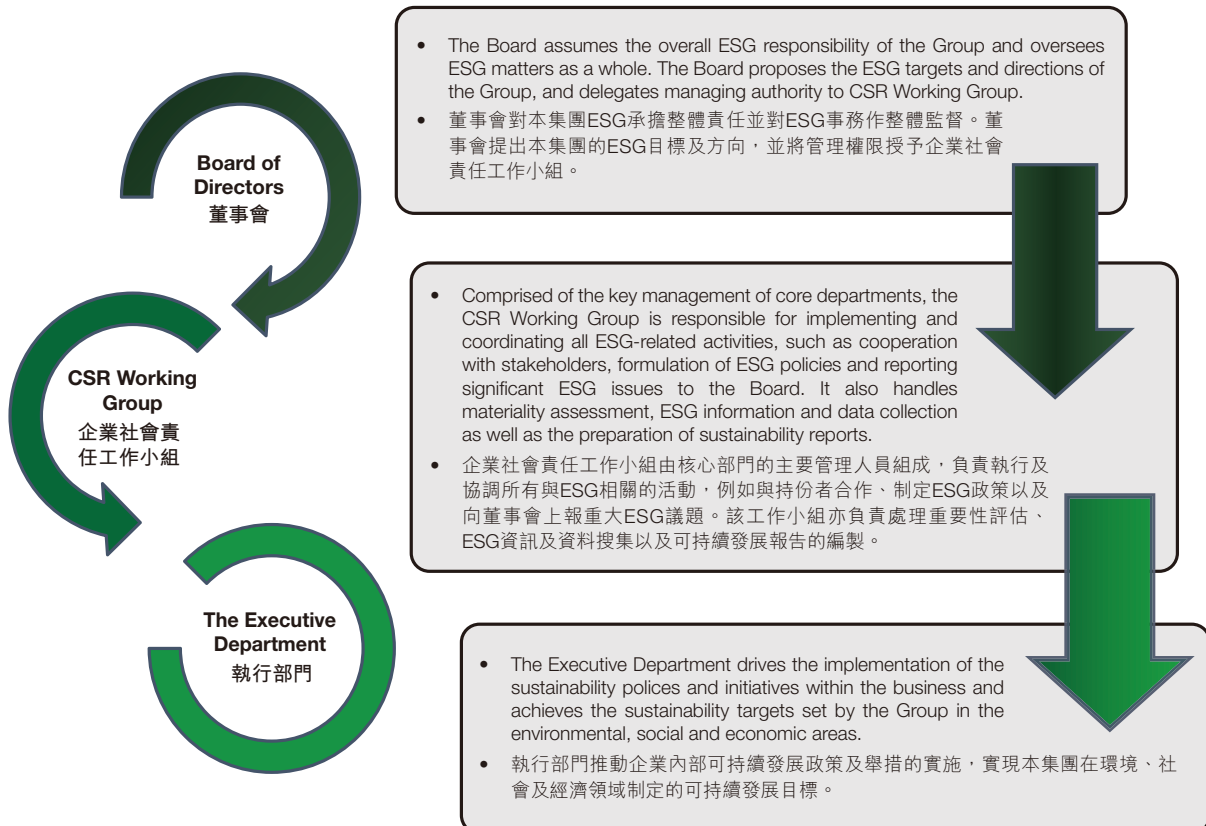 Board of
Directors
董事會
• The Board assumes the overall ESG responsibility of the Group and oversees
ESG matters as a whole. The Board proposes the ESG targets and directions of
the Group, and delegates managing authority to CSR Working Group.
• 董事會對本集團ESG承擔整體責任並對ESG事務作整體監督。董
事會提出本集團的ESG目標及方向，並將管理權限授予企業社會
責任工作小組。
CSR Working
Group
企業社會責
任工作小組
• Comprised of the key management of core departments, the
CSR Working Group is responsible for implementing and
coordinating all ESG-related activities, such as cooperation
with stakeholders, formulation of ESG policies and reporting
significant ESG issues to the Board. It also handles
materiality assessment, ESG information and data collection
as well as the preparation of sustainability reports.
• 企業社會責任工作小組由核心部門的主要管理人員組成，負責執行及
協調所有與ESG相關的活動，例如與持份者合作、制定ESG政策以及
向董事會上報重大ESG議題。該工作小組亦負責處理重要性評估、
ESG資訊及資料搜集以及可持續發展報告的編製。
The Executive
Department
執行部門
• The Executive Department drives the implementation of the
sustainability polices and initiatives within the business and
achieves the sustainability targets set by the Group in the
environmental, social and economic areas.
• 執行部門推動企業內部可持續發展政策及舉措的實施，實現本集團在環境、社
會及經濟領域制定的可持續發展目標。